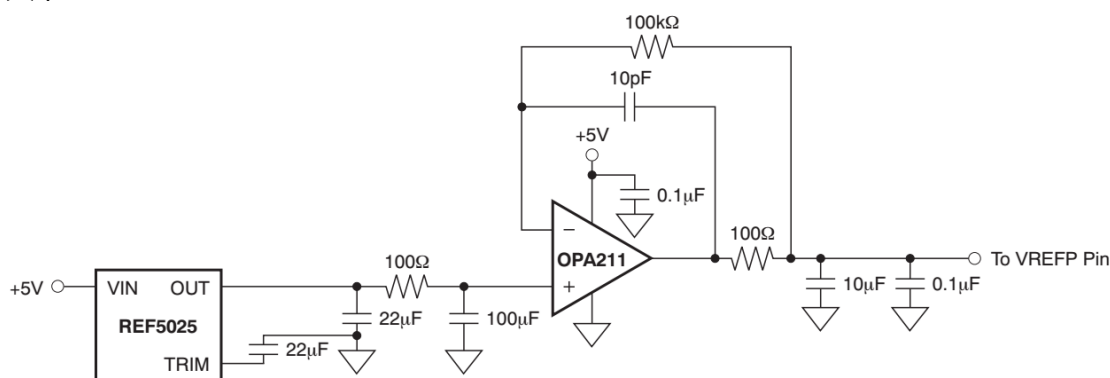 100kΩ
10pF
+5V
0.1μF
100Ω
OPA211
−
+
To VREFP Pin
10μF
0.1μF
100Ω
+5V
VIN
OUT
REF5025
TRIM
22μF
22μF
100μF